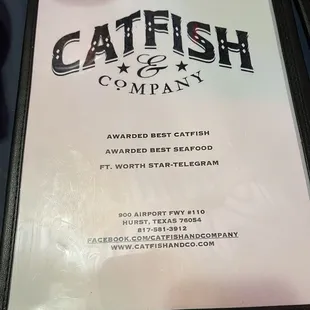 CATFISH
&
COMPANY
AWARDED BEST CATFISH
AWARDED BEST SEAFOOD
FT. WORTH STAR-TELEGRAM
900 AIRPORT FWY #110
HURST, TEXAS 76054
817-581-3912
FACEBOOK.COM/CATFISHANDCOMPANY
WWW.CATFISHANDCO.COM